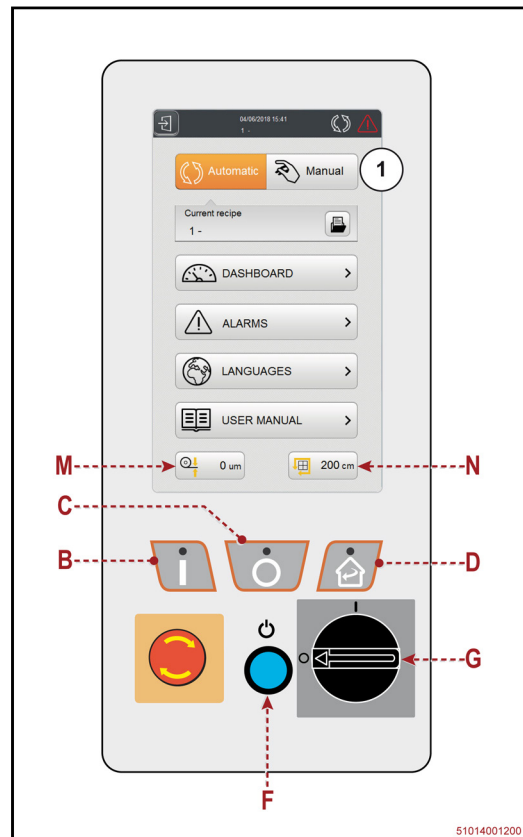 04/06/2018 15:41
1 -
Automatic
Manual
1
Current recipe
1 -
DASHBOARD
ALARMS
LANGUAGES
USER MANUAL
M
0 um
200 cm
N
C
B
D
I
O
I
O
G
F
51014001200